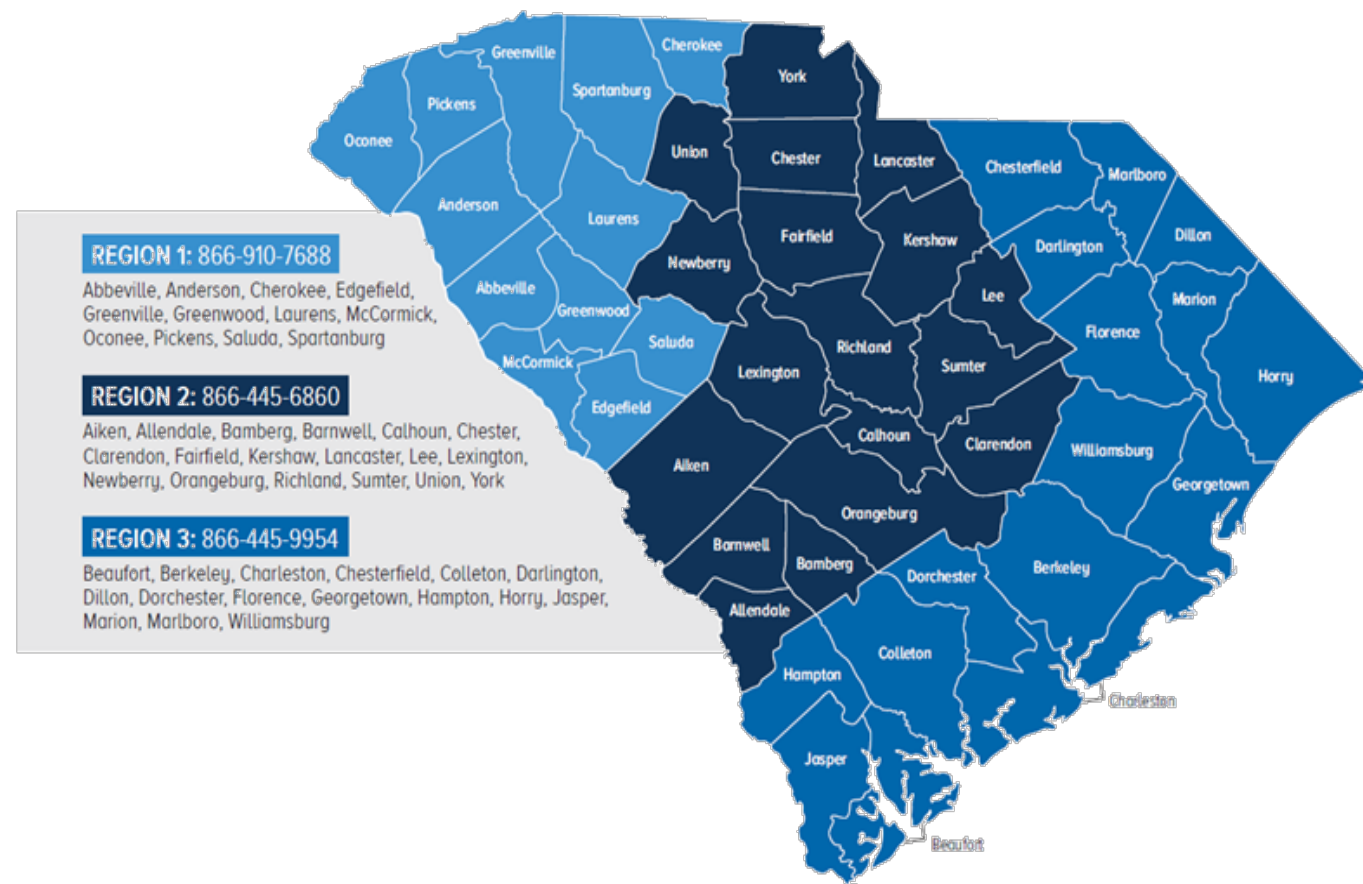 Cherokee
Greenville
York
Spartanburg
Pickens
Oconee
Union
Chester
Lancaster
Chesterfield
Marlboro
Anderson
Laurens
Fairfield
Kershaw
Darlington
Dillon
REGION 1: 866-910-7688
Abbeville, Anderson, Cherokee, Edgefield,
Greenville, Greenwood, Laurens, McCormick,
Oconee, Pickens, Saluda, Spartanburg
Newberry
Abbeville
Greenwood
Lee
Marion
Saluda
Richland
Florence
McCormick
Lexington
Sumter
Horry
REGION 2: 866-445-6860
Aiken, Allendale, Bamberg, Barnwell, Calhoun, Chester,
Clarendon, Fairfield, Kershaw, Lancaster, Lee, Lexington,
Newberry, Orangeburg, Richland, Sumter, Union, York
Edgefield
Calhoun
Clarendon
Williamsburg
Aiken
Georgetown
Orangeburg
REGION 3: 866-445-9954
Beaufort, Berkeley, Charleston, Chesterfield, Colleton, Darlington,
Dillon, Dorchester, Florence, Georgetown, Hampton, Horry, Jasper,
Marion, Marlboro, Williamsburg
Barnwell
Bamberg
Dorchester
Berkeley
Allendale
Colleton
Hampton
Charleston
Jasper
Beaufort